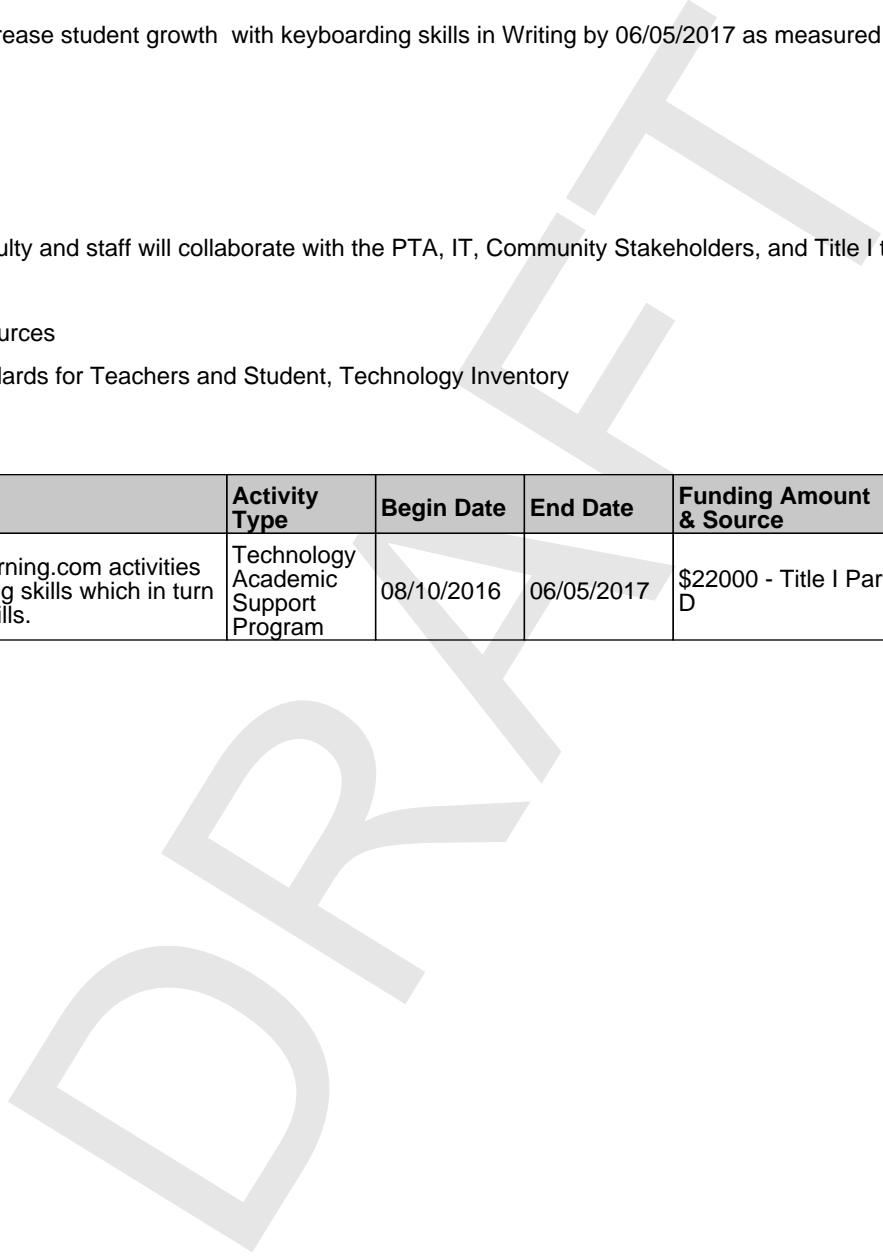 rease student growth with keyboarding skills in Writing by 06/05/2017 as measured
ulty and staff will collaborate with the PTA, IT, Community Stakeholders, and Title I t
urces
dards for Teachers and Student, Technology Inventory
Activity Type Begin Date End Date Funding Amount & Source
rning.com activities
g skills which in turn
lls.
Technology
Academic
Support
Program
08/10/2016 06/05/2017
$22000 - Title I Par
D
DRAFT